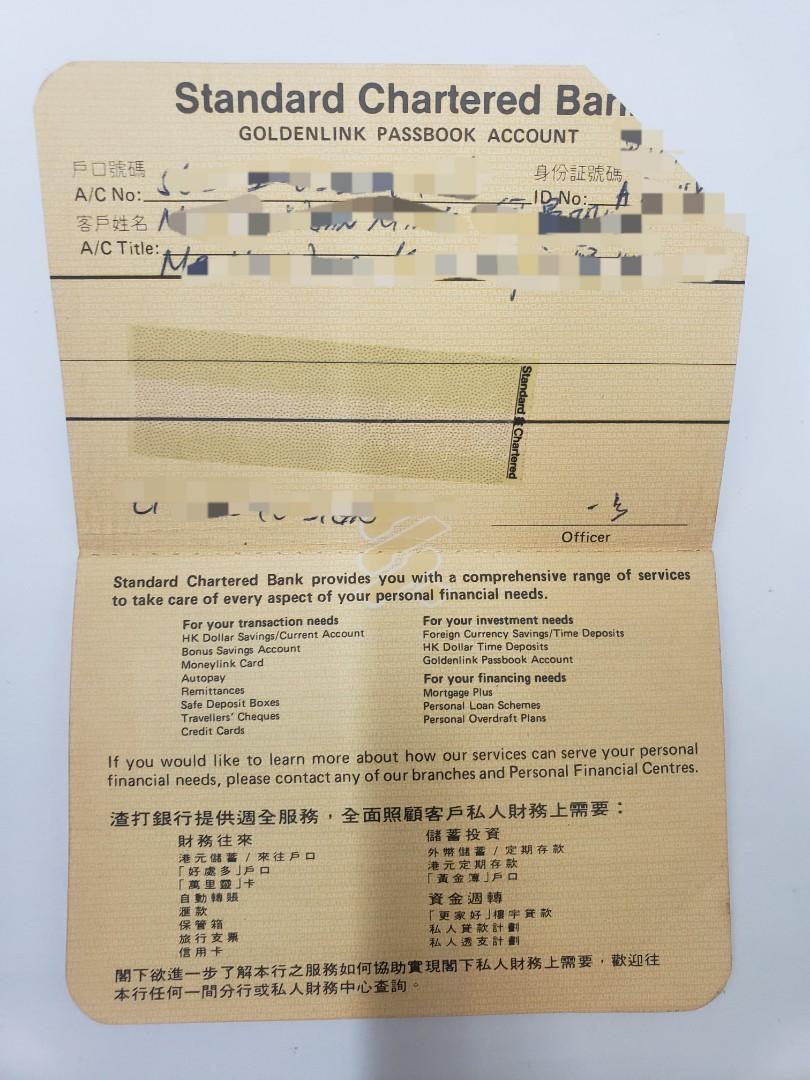 Standard Chartered
GOLDENLINK PASSBOOK ACCOUNT
戶口號碼
A/C No:
身份証號碼
ID No:
客戶姓名
A/C Title:
Standard Chartered
Officer
Standard Chartered Bank provides you with a comprehensive range of services
to take care of every aspect of your personal financial needs.
For your transaction needs
HK Dollar Savings/Current Account
Bonus Savings Account
Moneylink Card
Autopay
Remittances
Safe Deposit Boxes
Travellers' Cheques
Credit Cards
For your investment needs
Foreign Currency Savings/Time Deposits
HK Dollar Time Deposits
Goldenlink Passbook Account
For your financing needs
Mortgage Plus
Personal Loan Schemes
Personal Overdraft Plans
If you would like to learn more about how our services can serve your personal
financial needs, please contact any of our branches and Personal Financial Centres.
渣打銀行提供週全服務，全面照顧客戶私人財務上需要：
財務往來
港元儲蓄 / 來往戶口
「好處多」戶口
「萬里靈」卡
自動轉賬
滙款
保管箱
旅行支票
信用卡
儲蓄投資
外幣儲蓄 / 定期存款
港元定期存款
「黃金簿」戶口
資金週轉
「更家好」樓宇貸款
私人貸款計劃
私人透支計劃
閣下欲進一步了解本行之服務如何協助實現閣下私人財務上需要，歡迎往
本行任何一間分行或私人財務中心查詢。